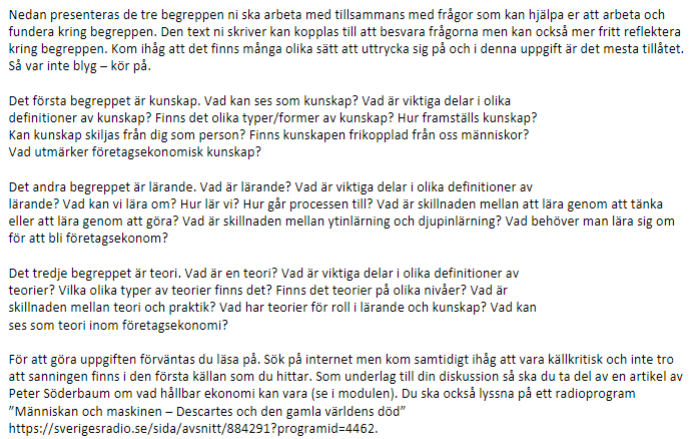 Nedan presenteras de tre begreppen ni ska arbeta med tillsammans med frågor som kan hjälpa er att arbeta och
fundera kring begreppen. Den text ni skriver kan kopplas till att besvara frågorna men kan också mer fritt reflektera
kring begreppen. Kom ihåg att det finns många olika sätt att uttrycka sig på och i denna uppgift är det mesta tillåtet.
Så var inte blyg – kör på.

Det första begreppet är kunskap. Vad kan ses som kunskap? Vad är viktiga delar i olika
definitioner av kunskap? Finns det olika typer/former av kunskap? Hur framställs kunskap?
Kan kunskap skiljas från dig som person? Finns kunskapen frikopplad från oss människor?
Vad utmärker företagsekonomisk kunskap?

Det andra begreppet är lärande. Vad är lärande? Vad är viktiga delar i olika definitioner av
lärande? Vad kan vi lära om? Hur lär vi? Hur går processen till? Vad är skillnaden mellan att lära genom att tänka
eller att lära genom att göra? Vad är skillnaden mellan ytinlärning och djupinlärning? Vad behöver man lära sig om
för att bli företagsekonom?

Det tredje begreppet är teori. Vad är en teori? Vad är viktiga delar i olika definitioner av
teorier? Vilka olika typer av teorier finns det? Finns det teorier på olika nivåer? Vad är
skillnaden mellan teori och praktik? Vad har teorier för roll i lärande och kunskap? Vad kan
ses som teori inom företagsekonomi?

För att göra uppgiften förväntas du läsa på. Sök på internet men kom samtidigt ihåg att vara källkritisk och inte tro
att sanningen finns i den första källan som du hittar. Som underlag till din diskussion så ska du ta del av en artikel av
Peter Söderbaum om vad hållbar ekonomi kan vara (se i modulen). Du ska också lyssna på ett radioprogram
”Människan och maskinen – Descartes och den gamla världens död”
https://sverigesradio.se/sida/avsnitt/884291?programid=4462.